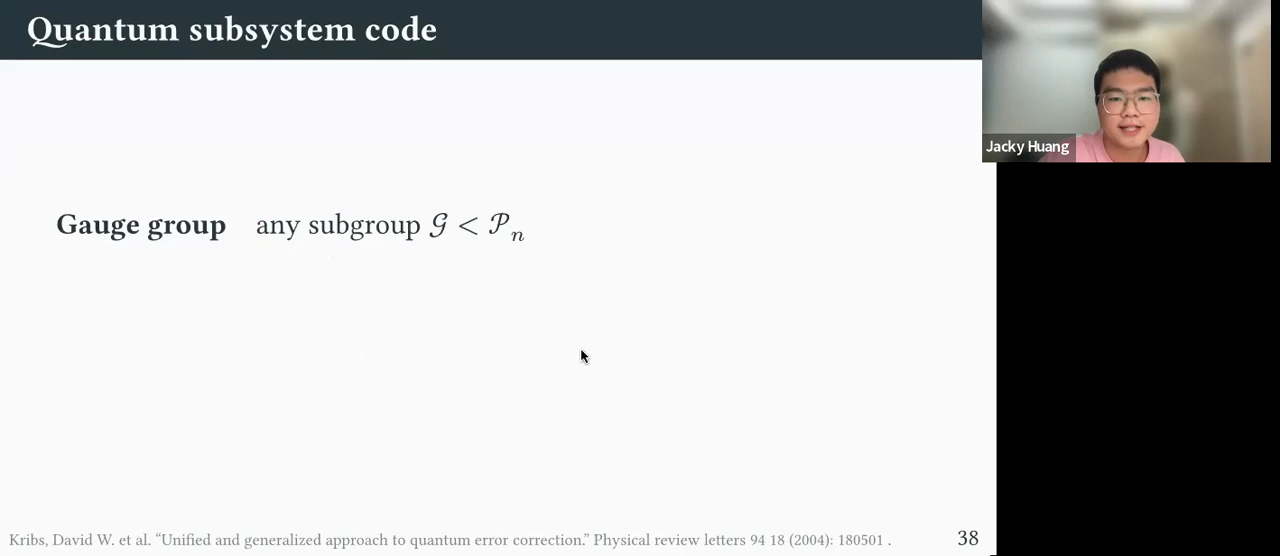 Quantum subsystem code
Jacky Huang
Gauge group any subgroup 𝒢 < 𝒫ₙ
Kribs, David W. et al. “Unified and generalized approach to quantum error correction.” Physical review letters 94 18 (2004): 180501 .
38